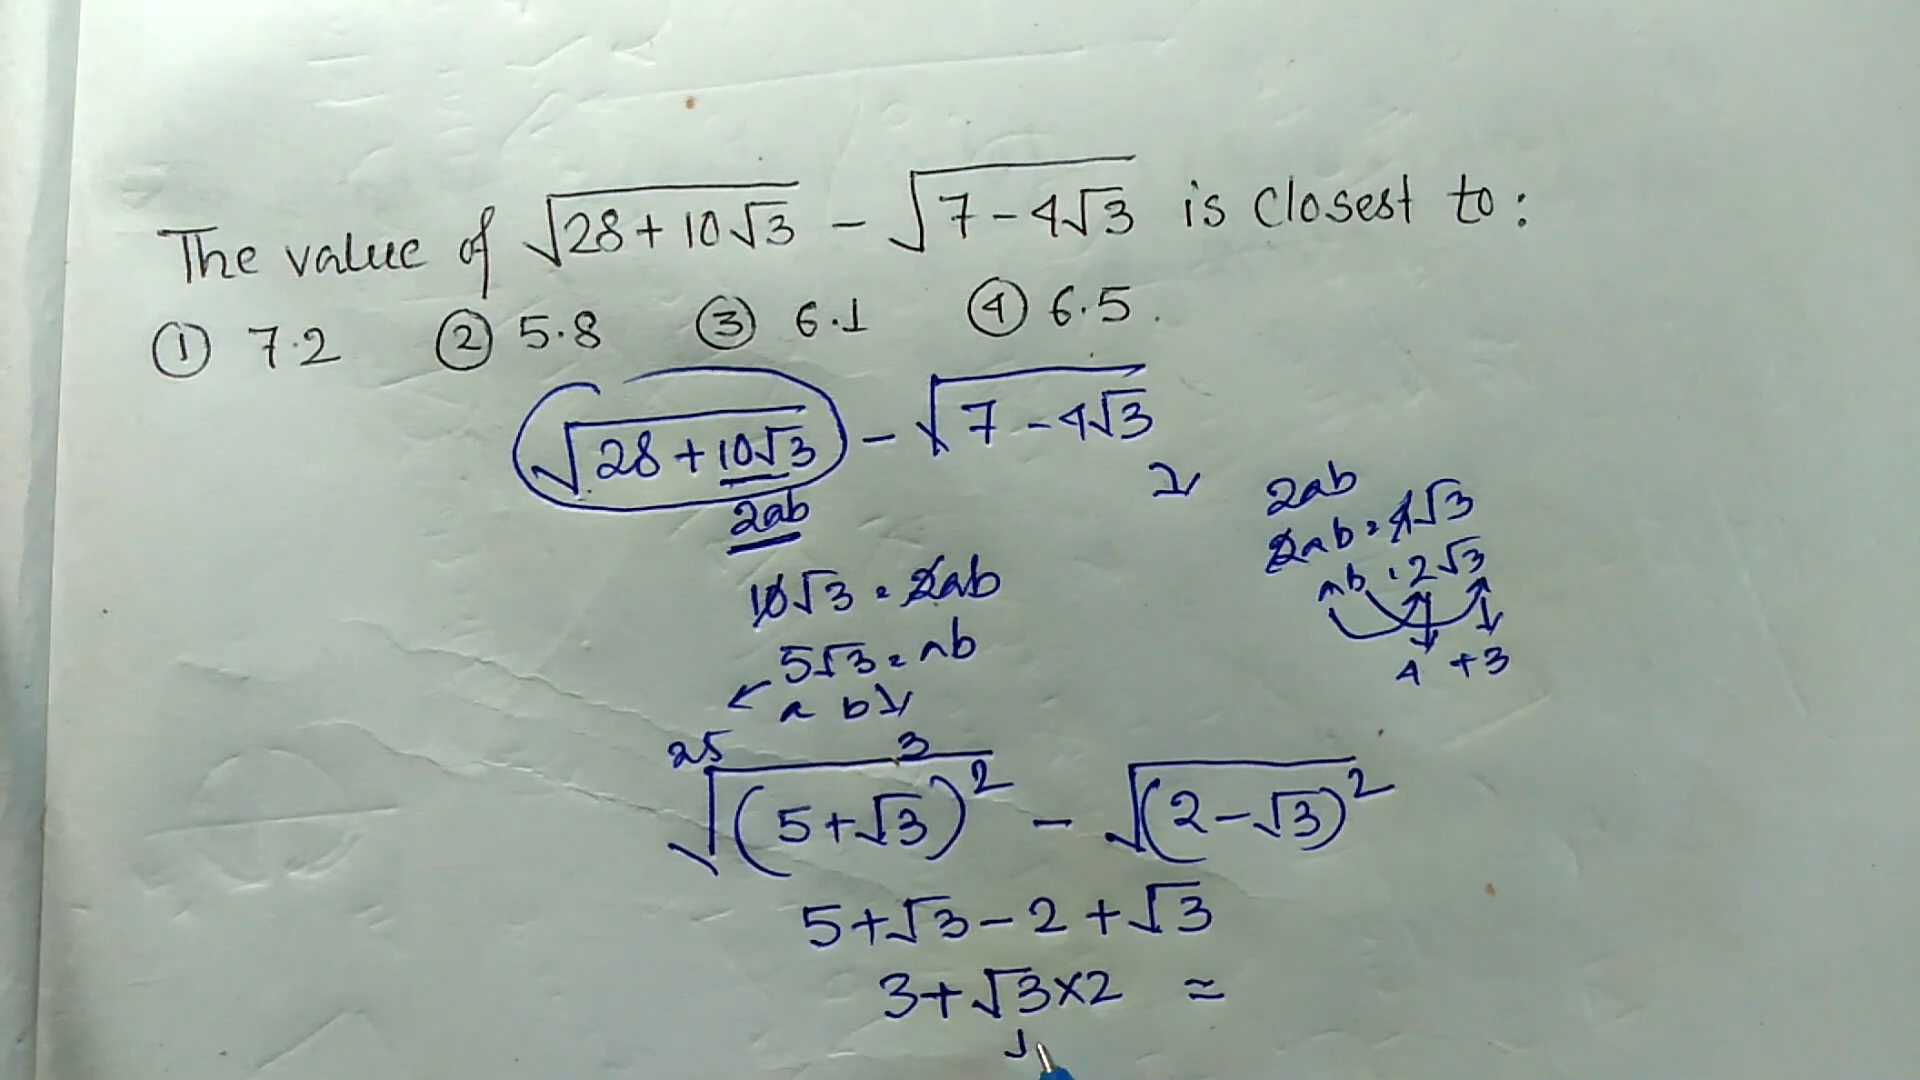 The value of √28+10√3 − √7−4√3 is closest to:
① 7.2 ② 5.8 ③ 6.1 ④ 6.5
√28+10√3 − √7−4√3
2ab
10√3 = 2ab
5√3 = ab
a b
25 3
2ab
2ab = 4√3
ab = 2√3
4 +3
√(5+√3)² − √(2−√3)²
5+√3−2+√3
3+√3×2 ≈